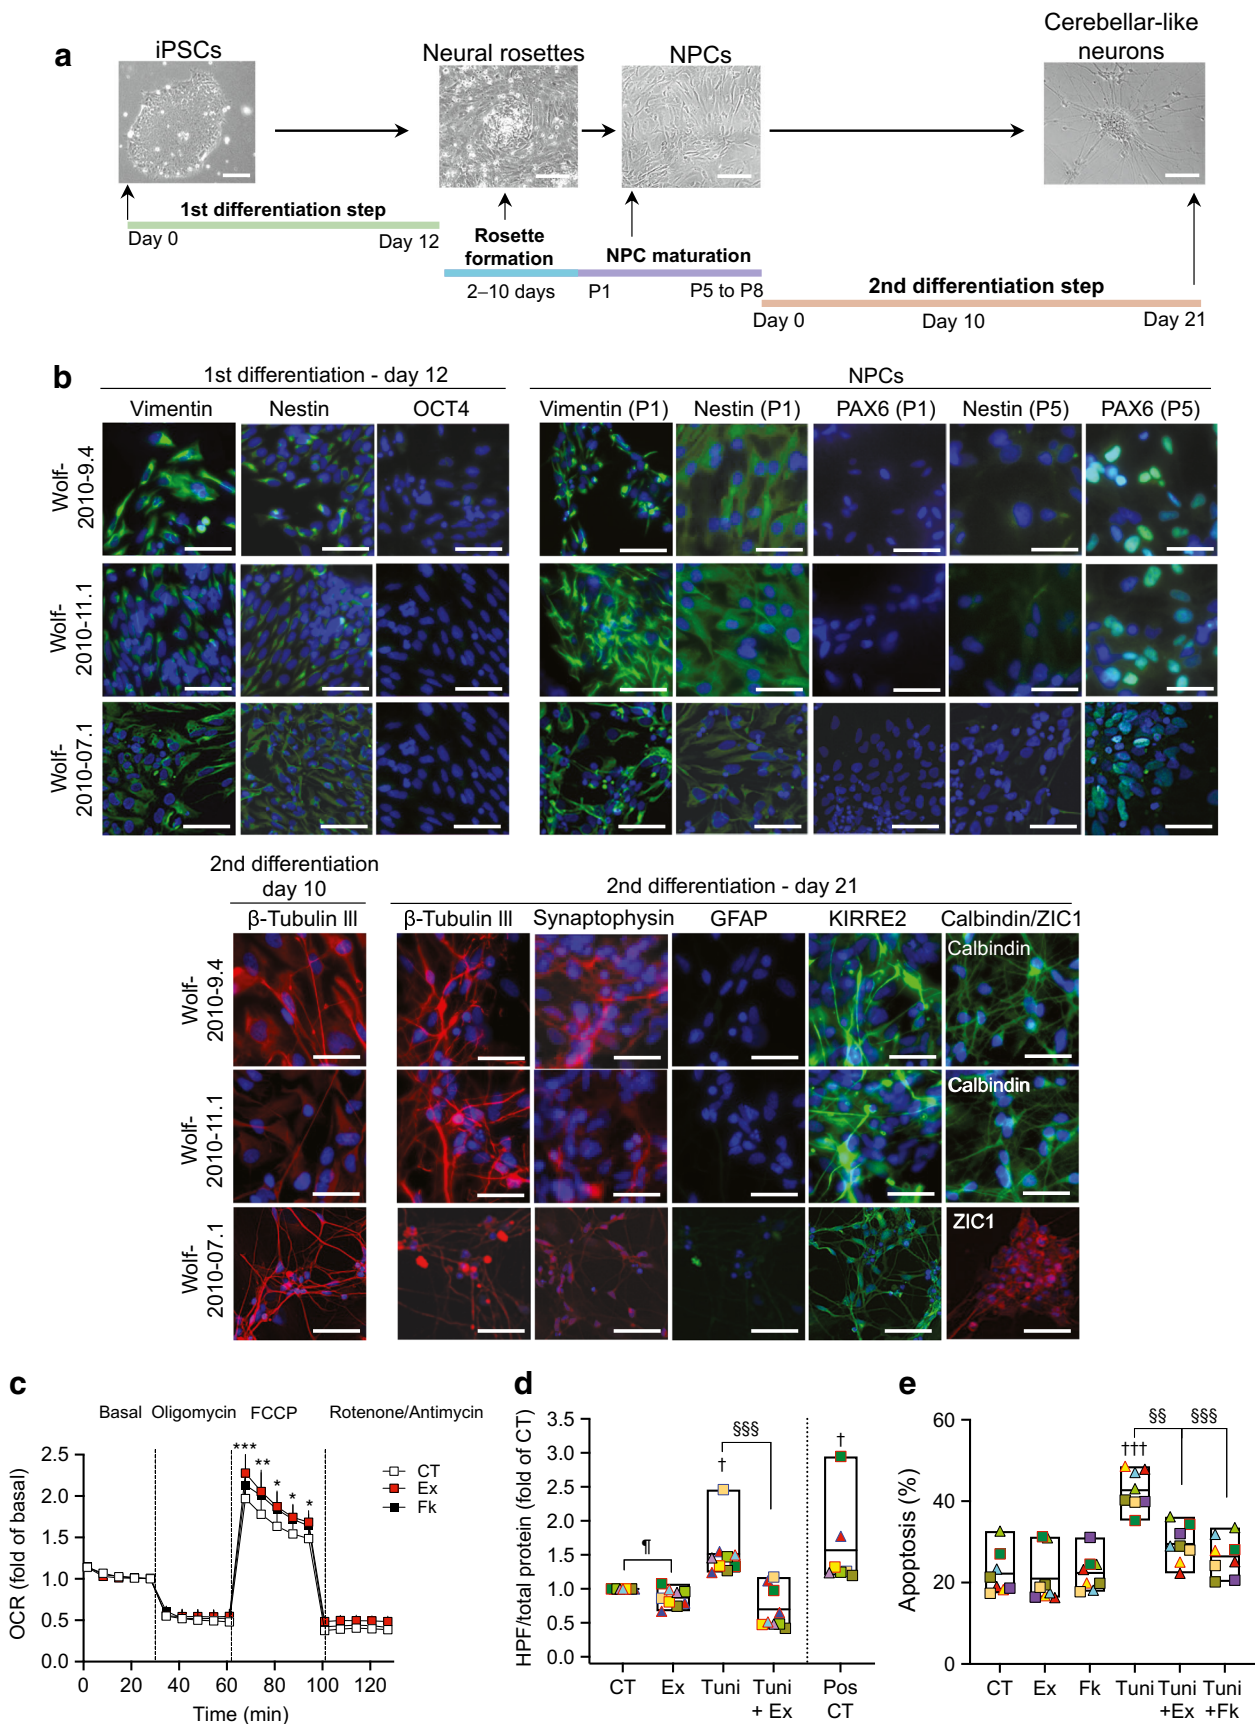 a
iPSCs
Neural rosettes
NPCs
Cerebellar-like
neurons
1st differentiation step
Day 0
Day 12
Rosette
formation
2–10 days
NPC maturation
P1
P5 to P8
2nd differentiation step
Day 0
Day 10
Day 21
b
1st differentiation - day 12
NPCs
Vimentin
Nestin
OCT4
Vimentin (P1)
Nestin (P1)
PAX6 (P1)
Nestin (P5)
PAX6 (P5)
Wolf-
2010-9.4
Wolf-
2010-11.1
Wolf-
2010-07.1
2nd differentiation
day 10
2nd differentiation - day 21
β-Tubulin III
β-Tubulin III
Synaptophysin
GFAP
KIRRE2
Calbindin/ZIC1
Wolf-
2010-9.4
Calbindin
Wolf-
2010-11.1
Calbindin
Wolf-
2010-07.1
ZIC1
c
Basal
Oligomycin
FCCP
Rotenone/Antimycin
OCR (fold of basal)
2.5
2.0
1.5
1.0
0.5
0.0
***
**
*
*
*
CT
Ex
Fk
0
20
40
60
80
100
120
Time (min)
d
HPF/total protein (fold of CT)
3.5
3.0
2.5
2.0
1.5
1.0
0.5
0.0
¶
§§§
†
†
CT
Ex
Tuni
Tuni
+ Ex
Pos
CT
e
Apoptosis (%)
60
40
20
0
†††
§§
§§§
CT
Ex
Fk
Tuni
Tuni
+Ex
Tuni
+Fk